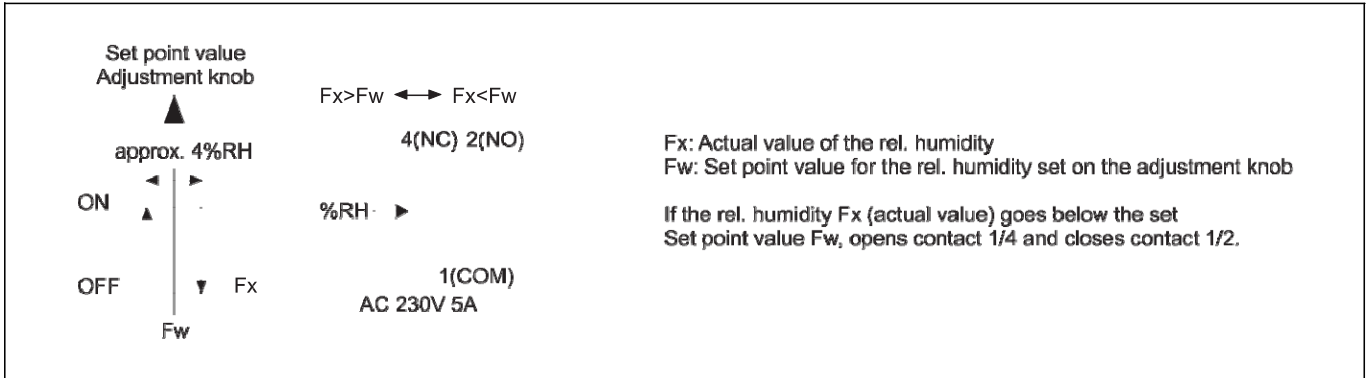 Set point value
Adjustment knob
approx. 4%RH
ON
OFF
Fx
Fw
Fx>Fw ↔ Fx<Fw
4(NC) 2(NO)
%RH
1(COM)
AC 230V 5A
Fx: Actual value of the rel. humidity
Fw: Set point value for the rel. humidity set on the adjustment knob
If the rel. humidity Fx (actual value) goes below the set
Set point value Fw, opens contact 1/4 and closes contact 1/2.